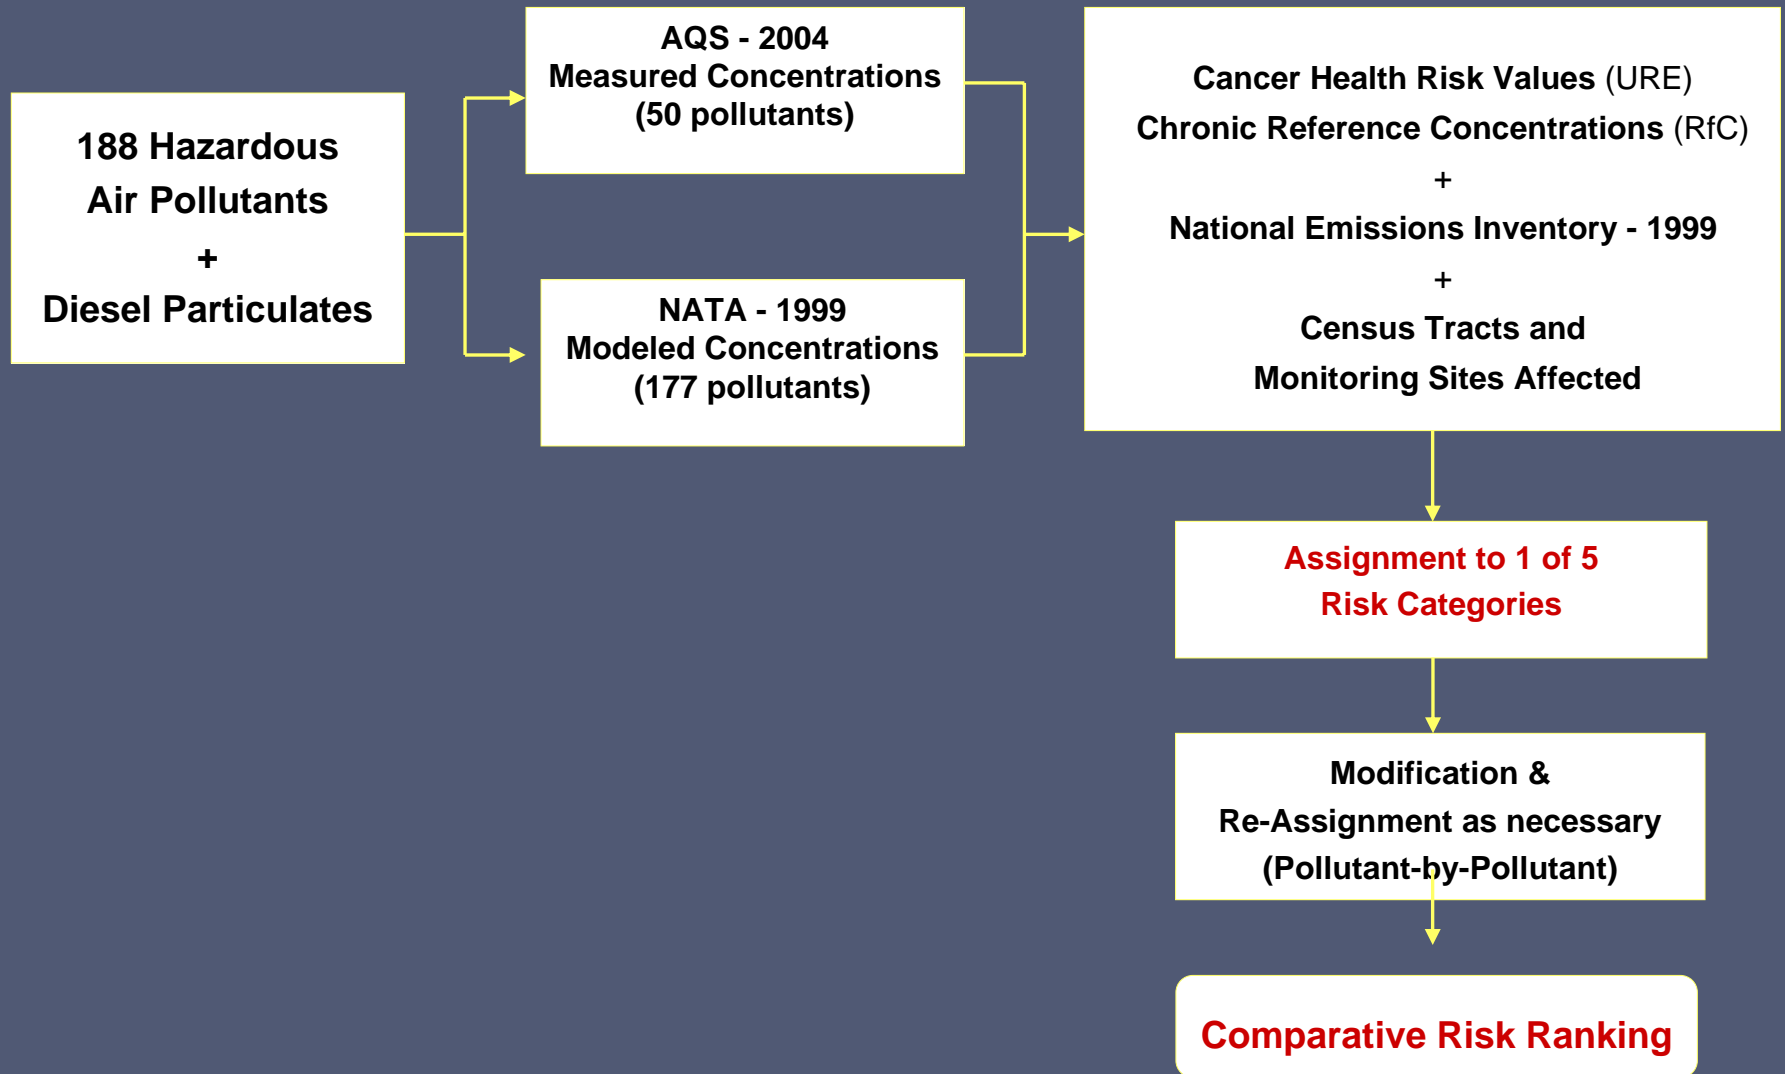 188 Hazardous
Air Pollutants
+
Diesel Particulates
AQS - 2004
Measured Concentrations
(50 pollutants)
NATA - 1999
Modeled Concentrations
(177 pollutants)
Cancer Health Risk Values (URE)
Chronic Reference Concentrations (RfC)
+
National Emissions Inventory - 1999
+
Census Tracts and
Monitoring Sites Affected
Assignment to 1 of 5
Risk Categories
Modification &
Re-Assignment as necessary
(Pollutant-by-Pollutant)
Comparative Risk Ranking